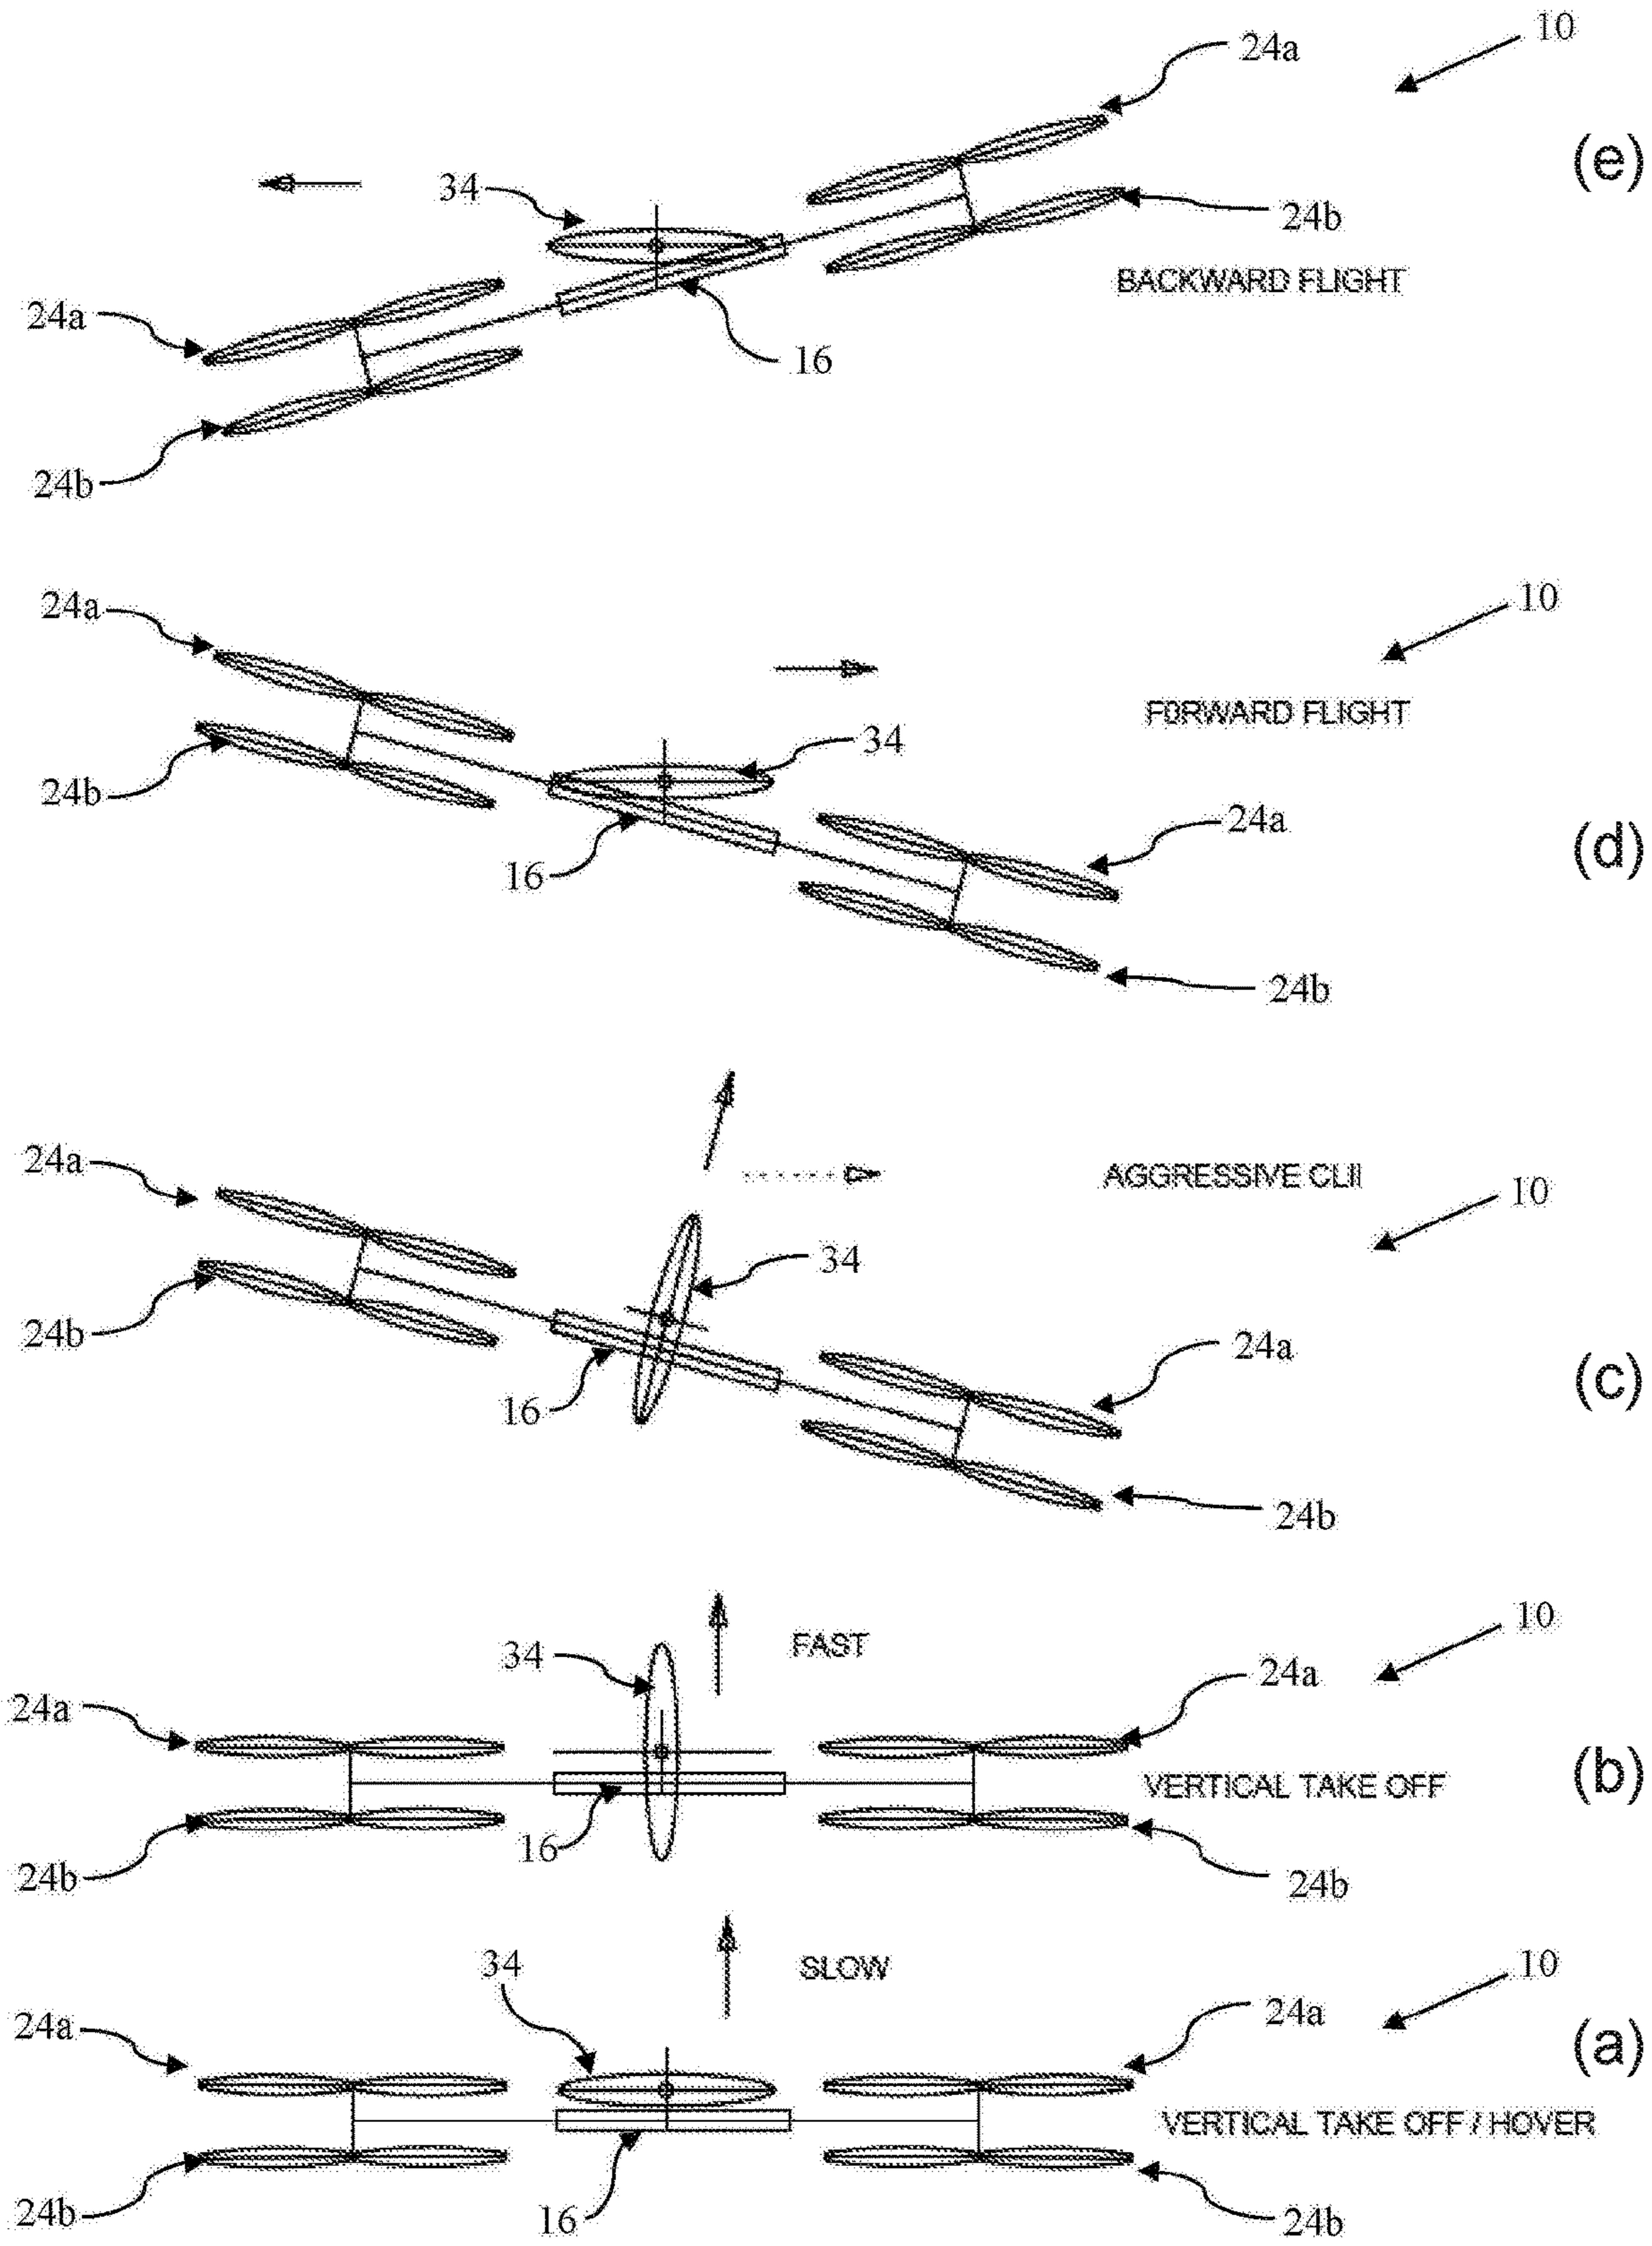 10
24a
(e)
34
24b
BACKWARD FLIGHT
24a
16
24b
10
24a
FORWARD FLIGHT
34
24b
24a
(d)
16
24b
24a
AGGRESSIVE CLII
10
34
24b
24a
(c)
16
24b
10
FAST
34
24a
24a
(b)
VERTICAL TAKE OFF
16
24b
24b
SLOW
10
34
24a
24a
(a)
VERTICAL TAKE OFF / HOVER
24b
16
24b